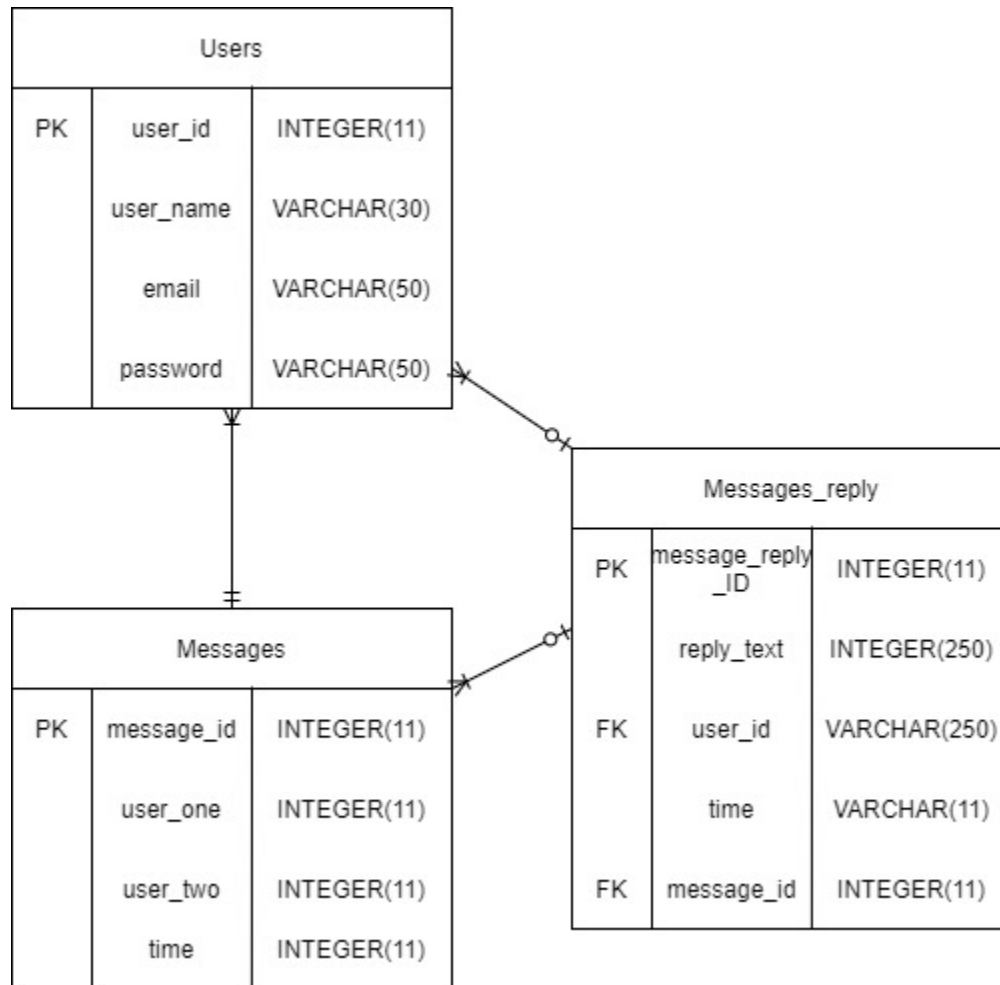 Users
PK user_id INTEGER(11)
user_name VARCHAR(30)
email VARCHAR(50)
password VARCHAR(50)
Messages_reply
PK message_reply
_ID INTEGER(11)
reply_text INTEGER(250)
FK user_id VARCHAR(250)
time VARCHAR(11)
FK message_id INTEGER(11)
Messages
PK message_id INTEGER(11)
user_one INTEGER(11)
user_two INTEGER(11)
time INTEGER(11)